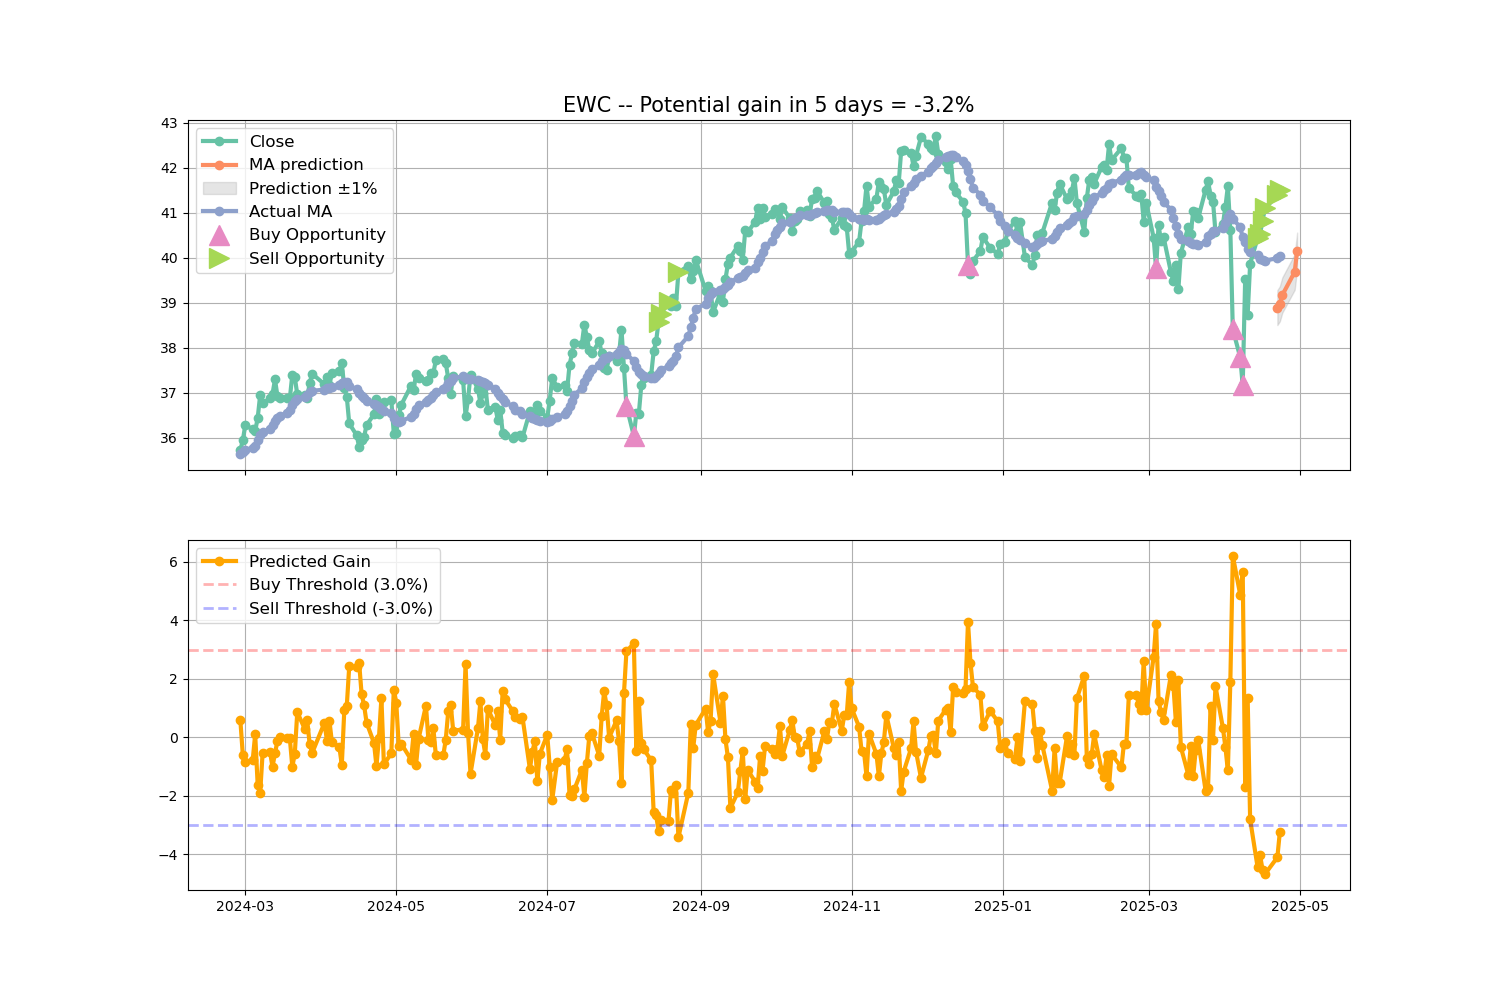 EWC -- Potential gain in 5 days = -3.2%
43
42
41
40
39
38
37
36
Close
MA prediction
Prediction ±1%
Actual MA
Buy Opportunity
Sell Opportunity
6
4
2
0
−2
−4
Predicted Gain
Buy Threshold (3.0%)
Sell Threshold (-3.0%)
2024-03 2024-05 2024-07 2024-09 2024-11 2025-01 2025-03 2025-05